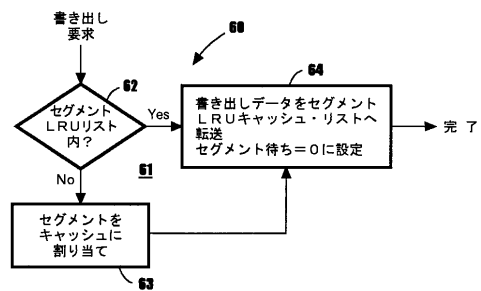 書き出し
要求
60
62
セグメント
LRUリスト
内？
Yes
No
61
64
書き出しデータをセグメント
LRUキャッシュ・リストへ
転送
セグメント待ち＝0に設定
完 了
セグメントを
キャッシュに
割り当て
63